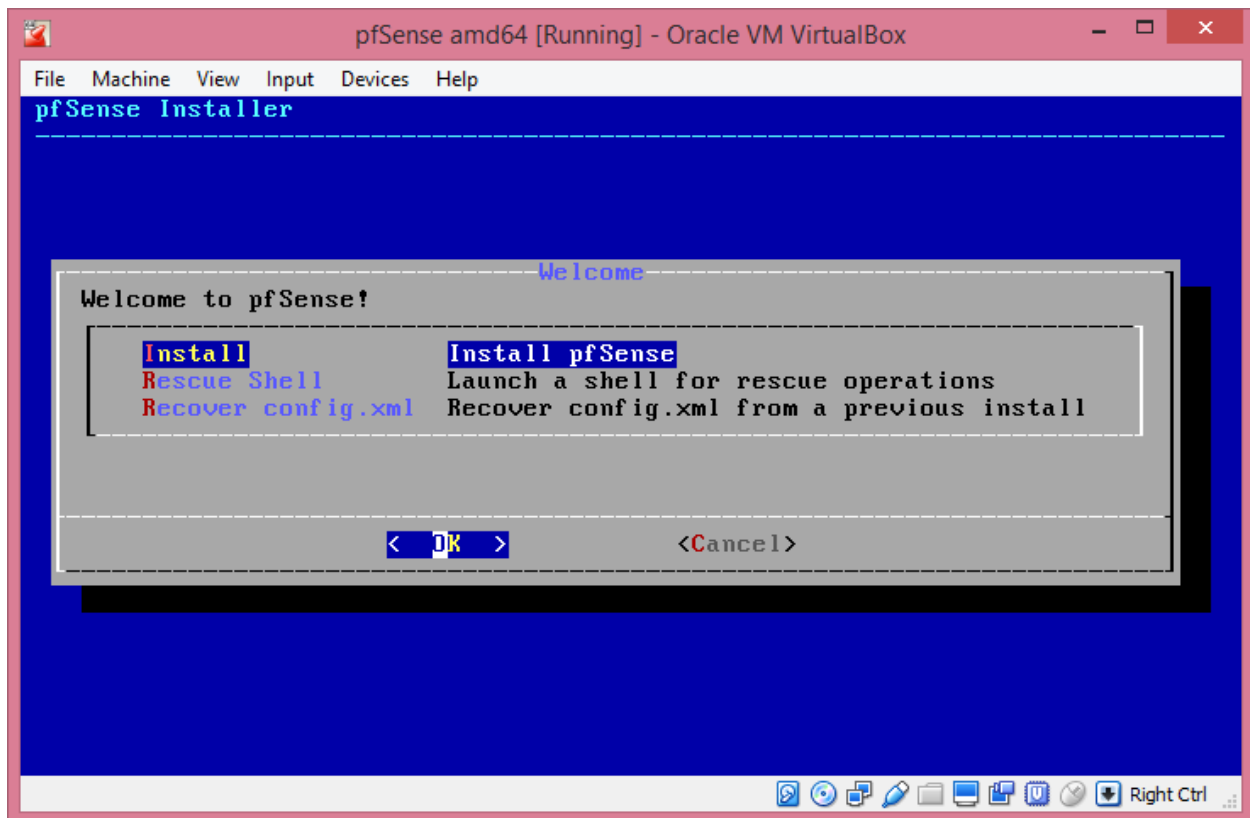 pfSense amd64 [Running] - Oracle VM VirtualBox
File Machine View Input Devices Help
pfSense Installer
Welcome
Welcome to pfSense!
Install Install pfSense
Rescue Shell Launch a shell for rescue operations
Recover config.xml Recover config.xml from a previous install
< OK > <Cancel>
Right Ctrl